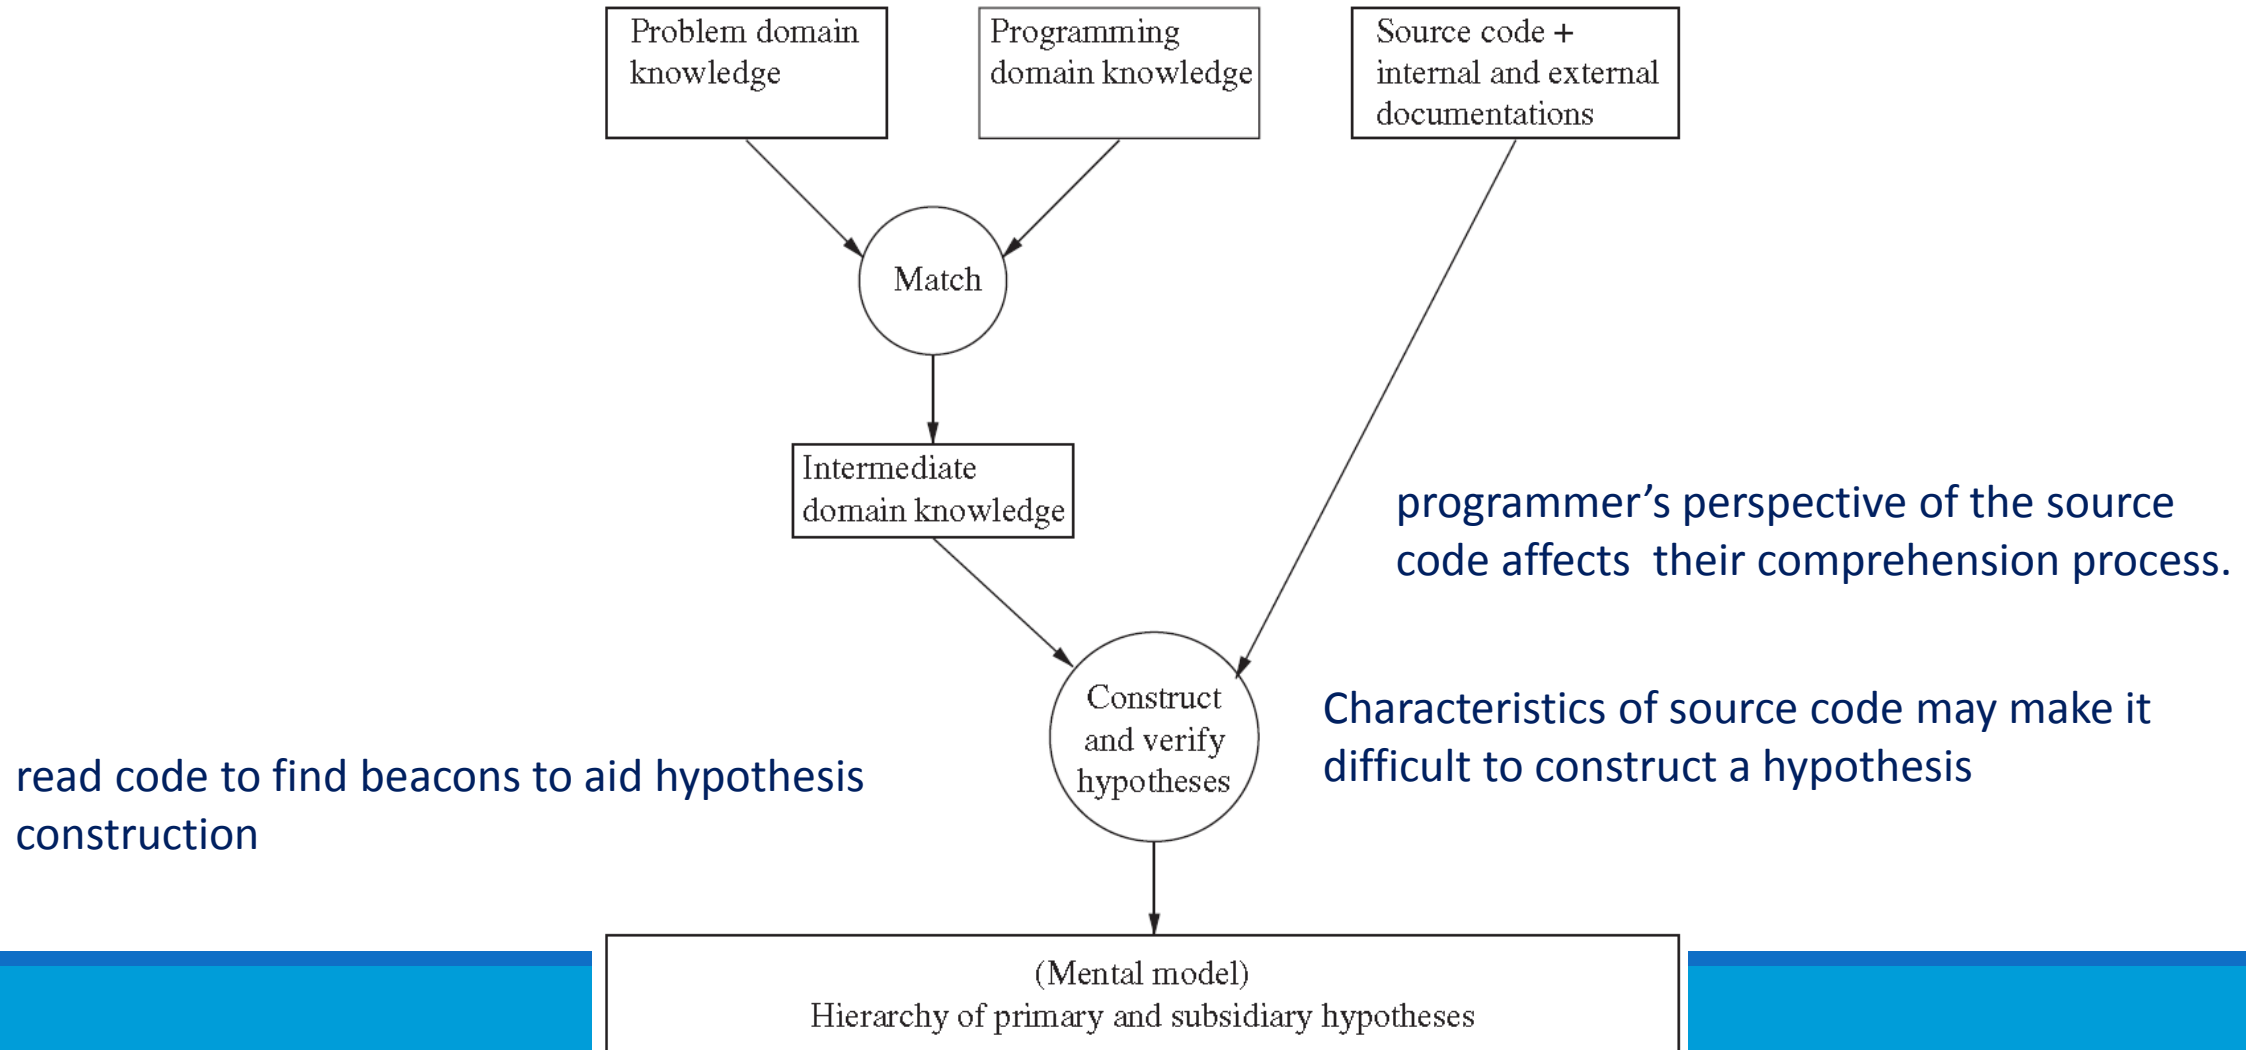 Problem domain
knowledge
Programming
domain knowledge
Source code +
internal and external
documentations
Match
Intermediate
domain knowledge
programmer’s perspective of the source
code affects  their comprehension process.
Construct
and verify
hypotheses
Characteristics of source code may make it
difficult to construct a hypothesis
read code to find beacons to aid hypothesis
construction
(Mental model)
Hierarchy of primary and subsidiary hypotheses